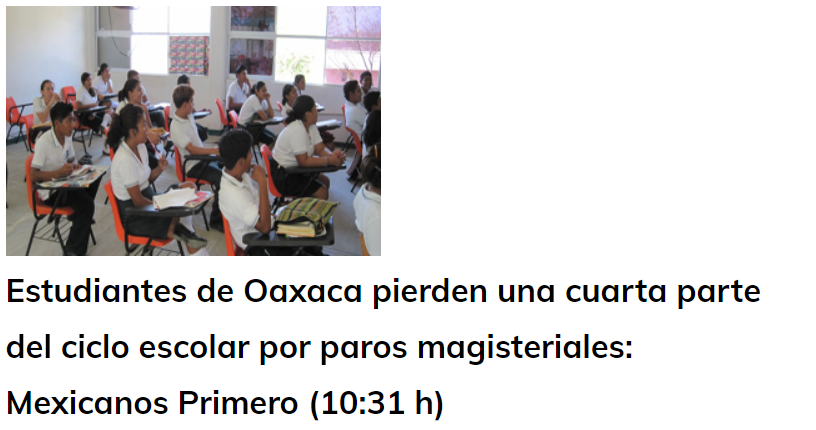 Estudiantes de Oaxaca pierden una cuarta parte
del ciclo escolar por paros magisteriales:
Mexicanos Primero (10:31 h)